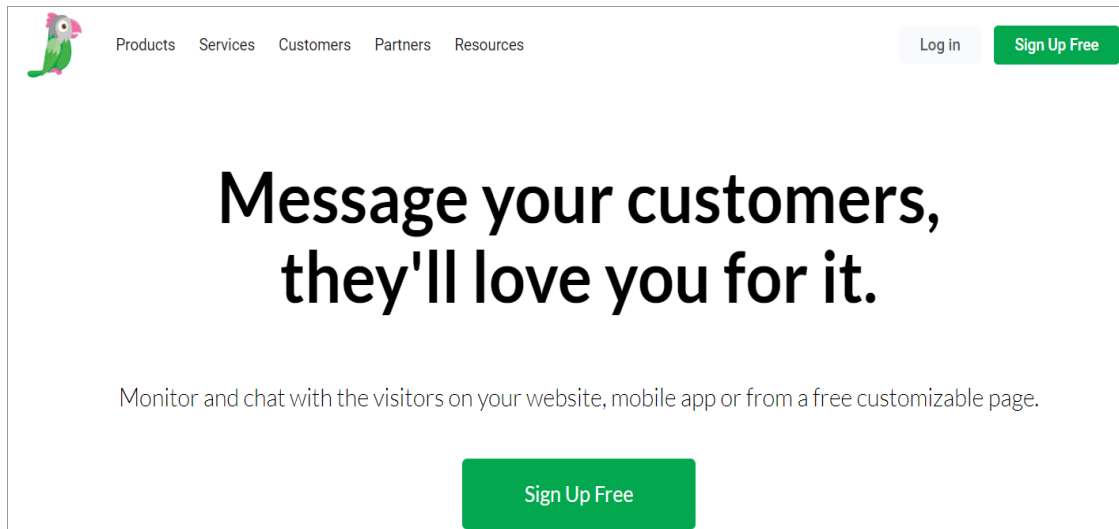 Products Services Customers Partners Resources Log in Sign Up Free
Message your customers,
they'll love you for it.
Monitor and chat with the visitors on your website, mobile app or from a free customizable page.
Sign Up Free